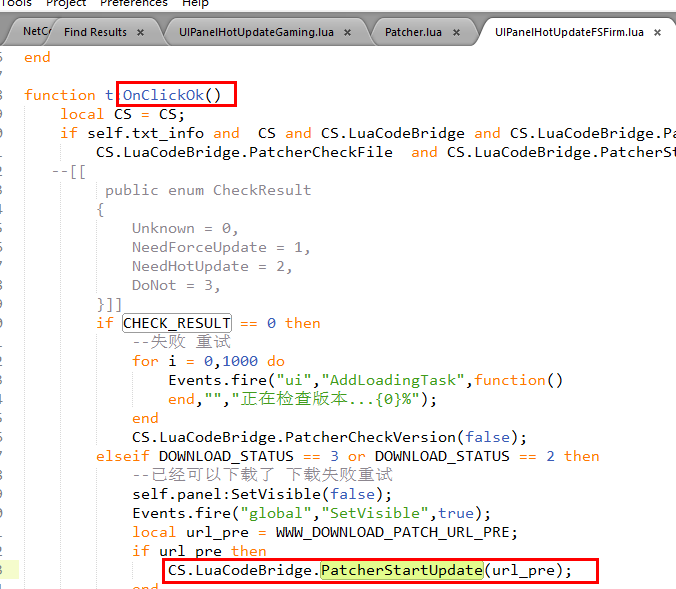 Tools Project Preferences Help
NetCo Find Results × UIPanelHotUpdateGaming.lua × Patcher.lua × UIPanelHotUpdateFSFirm.lua ×
end
function t:OnClickOk()
local CS = CS;
if self.txt_info and CS and CS.LuaCodeBridge and CS.LuaCodeBridge.Pa
CS.LuaCodeBridge.PatcherCheckFile and CS.LuaCodeBridge.PatcherSt
--[[
public enum CheckResult
{
Unknown = 0,
NeedForceUpdate = 1,
NeedHotUpdate = 2,
DoNot = 3,
}]]
if CHECK_RESULT == 0 then
--失败 重试
for i = 0,1000 do
Events.fire("ui","AddLoadingTask",function()
end,"","正在检查版本...{0}%");
end
CS.LuaCodeBridge.PatcherCheckVersion(false);
elseif DOWNLOAD_STATUS == 3 or DOWNLOAD_STATUS == 2 then
--已经可以下载了 下载失败重试
self.panel:SetVisible(false);
Events.fire("global","SetVisible",true);
local url_pre = WWW_DOWNLOAD_PATCH_URL_PRE;
if url_pre then
CS.LuaCodeBridge.PatcherStartUpdate(url_pre);
end